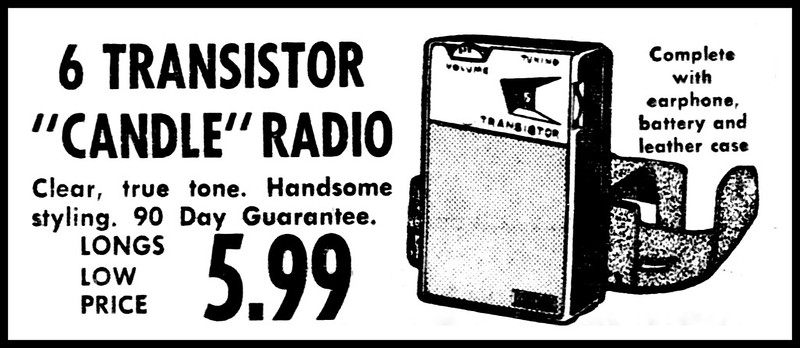 6 TRANSISTOR
"CANDLE" RADIO
Clear, true tone. Handsome
styling. 90 Day Guarantee.
LONGS
LOW
PRICE
5.99
VOLUME
TUNING
5
TRANSISTOR
Complete
with
earphone,
battery and
leather case